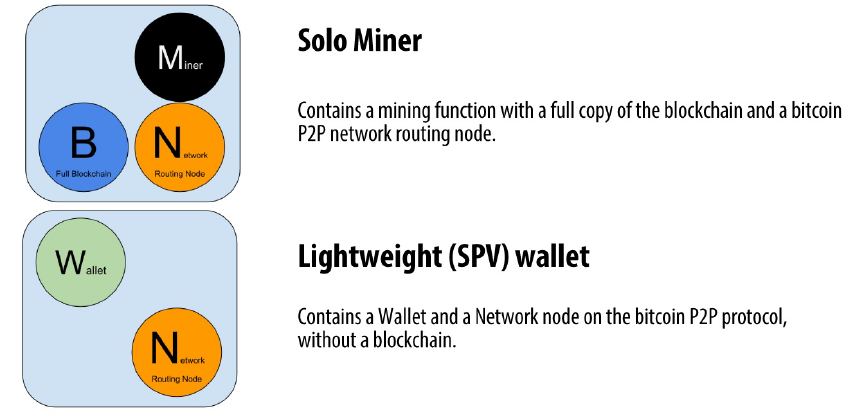 Miner
B
Full Blockchain
Network
Routing Node
Solo Miner
Contains a mining function with a full copy of the blockchain and a bitcoin
P2P network routing node.
Wallet
Network
Routing Node
Lightweight (SPV) wallet
Contains a Wallet and a Network node on the bitcoin P2P protocol,
without a blockchain.